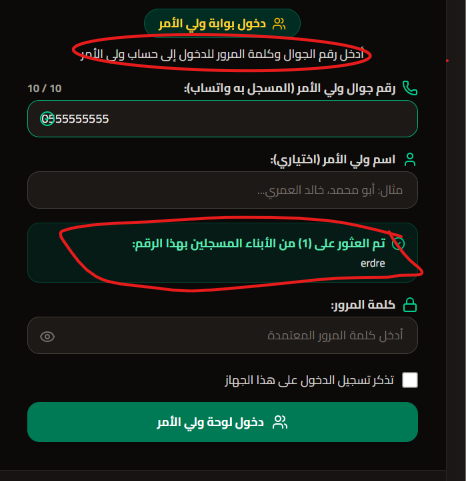 دخول بوابة ولي الأمر
أدخل رقم الجوال وكلمة المرور للدخول إلى حساب ولي الأمر
رقم جوال ولي الأمر (المسجل به واتساب):
10 / 10
0555555555
اسم ولي الأمر (اختياري):
مثال: أبو محمد، خالد العمري...
تم العثور على (1) من الأبناء المسجلين بهذا الرقم:
erdre
كلمة المرور:
أدخل كلمة المرور المعتمدة
تذكر تسجيل الدخول على هذا الجهاز
دخول لوحة ولي الأمر